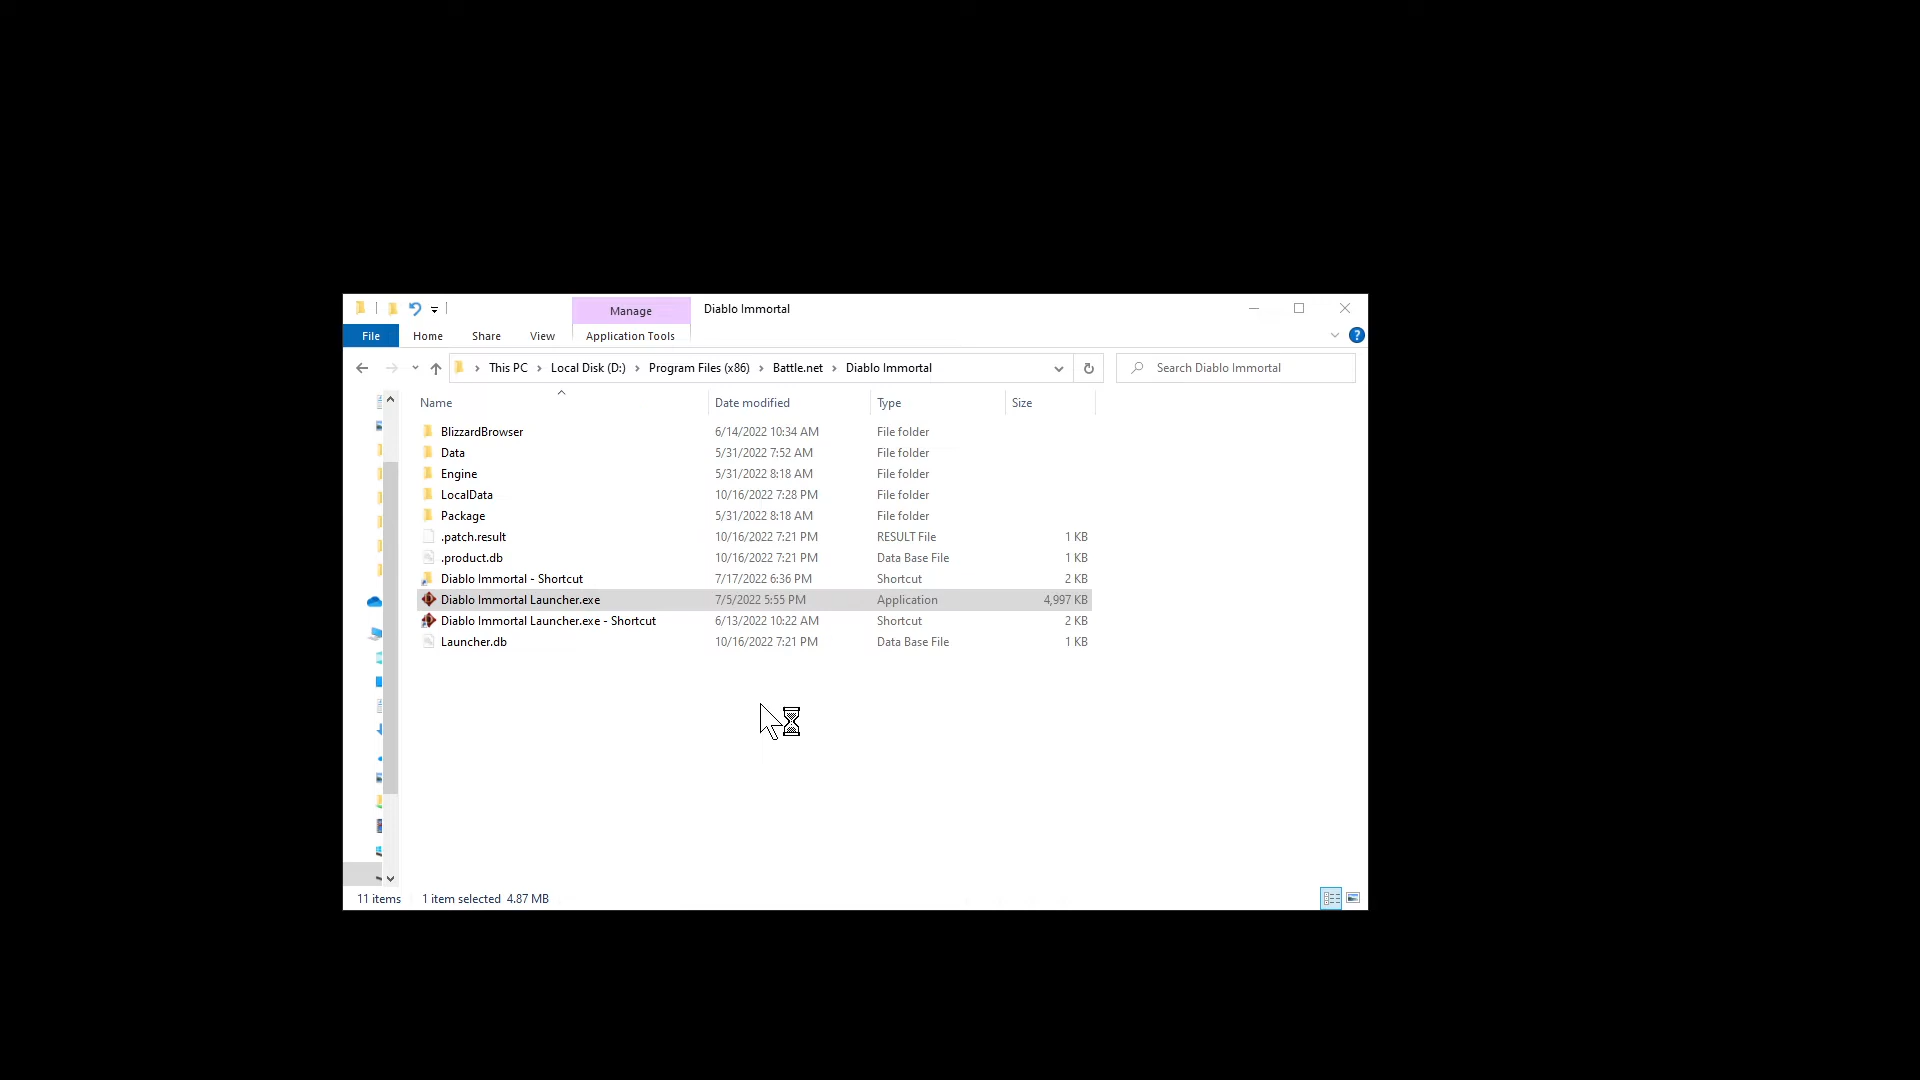 Manage Diablo Immortal
File Home Share View Application Tools ?
This PC Local Disk (D:) Program Files (x86) Battle.net Diablo Immortal Search Diablo Immortal
Name Date modified Type Size
BlizzardBrowser 6/14/2022 10:34 AM File folder
Data 5/31/2022 7:52 AM File folder
Engine 5/31/2022 8:18 AM File folder
LocalData 10/16/2022 7:28 PM File folder
Package 5/31/2022 8:18 AM File folder
.patch.result 10/16/2022 7:21 PM RESULT File 1 KB
.product.db 10/16/2022 7:21 PM Data Base File 1 KB
Diablo Immortal - Shortcut 7/17/2022 6:36 PM Shortcut 2 KB
Diablo Immortal Launcher.exe 7/5/2022 5:55 PM Application 4,997 KB
Diablo Immortal Launcher.exe - Shortcut 6/13/2022 10:22 AM Shortcut 2 KB
Launcher.db 10/16/2022 7:21 PM Data Base File 1 KB
11 items 1 item selected 4.87 MB